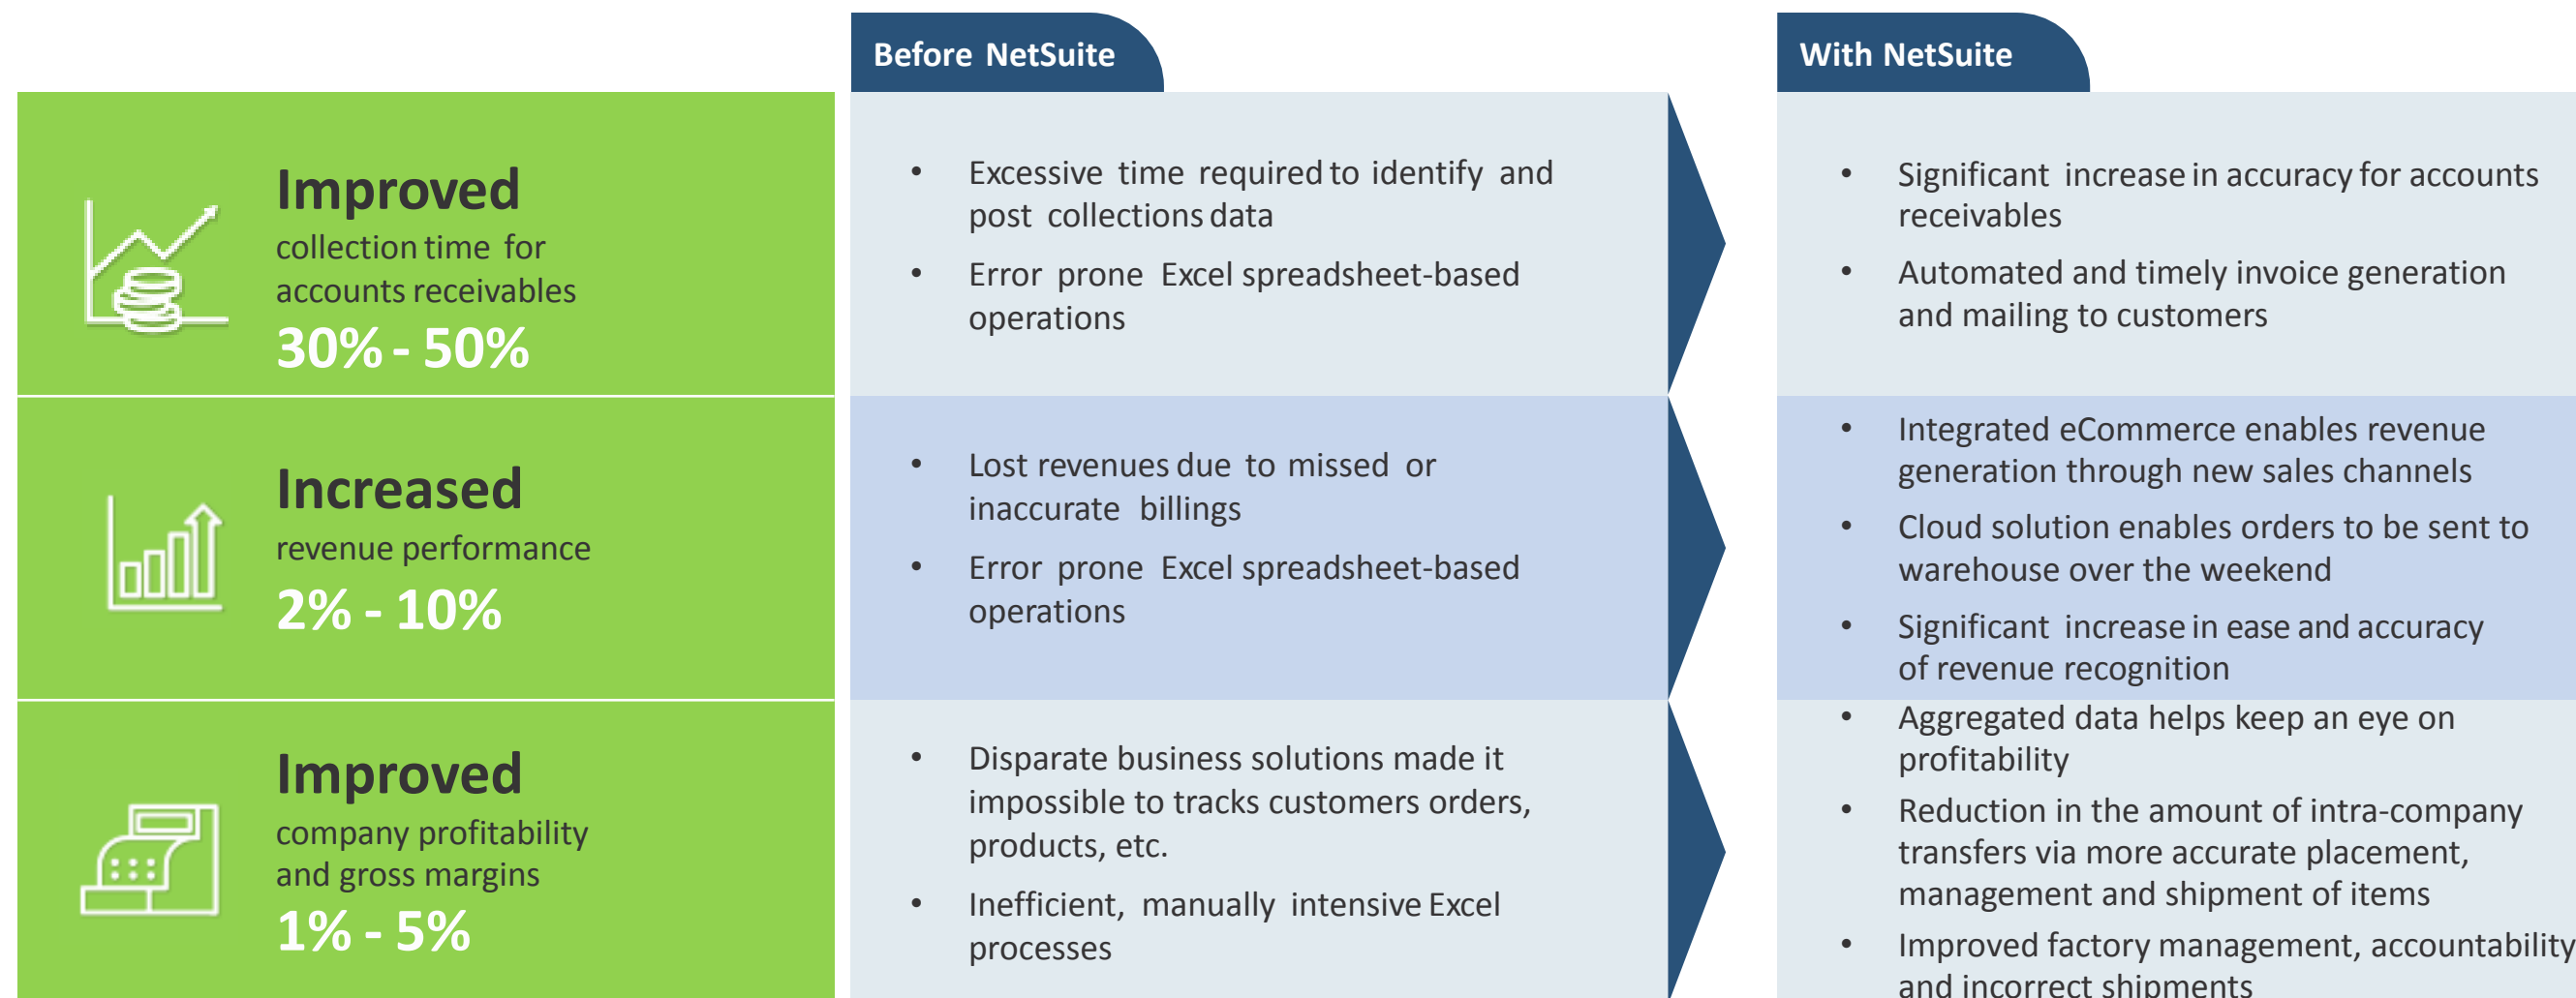 Before NetSuite
With NetSuite
Improved
collection time for
accounts receivables
30% - 50%
• Excessive time required to identify and
post collections data
• Error prone Excel spreadsheet-based
operations
• Significant increase in accuracy for accounts
receivables
• Automated and timely invoice generation
and mailing to customers
Increased
revenue performance
2% - 10%
• Lost revenues due to missed or
inaccurate billings
• Error prone Excel spreadsheet-based
operations
• Integrated eCommerce enables revenue
generation through new sales channels
• Cloud solution enables orders to be sent to
warehouse over the weekend
• Significant increase in ease and accuracy
of revenue recognition
Improved
company profitability
and gross margins
1% - 5%
• Disparate business solutions made it
impossible to tracks customers orders,
products, etc.
• Inefficient, manually intensive Excel
processes
• Aggregated data helps keep an eye on
profitability
• Reduction in the amount of intra-company
transfers via more accurate placement,
management and shipment of items
• Improved factory management, accountability
and incorrect shipments